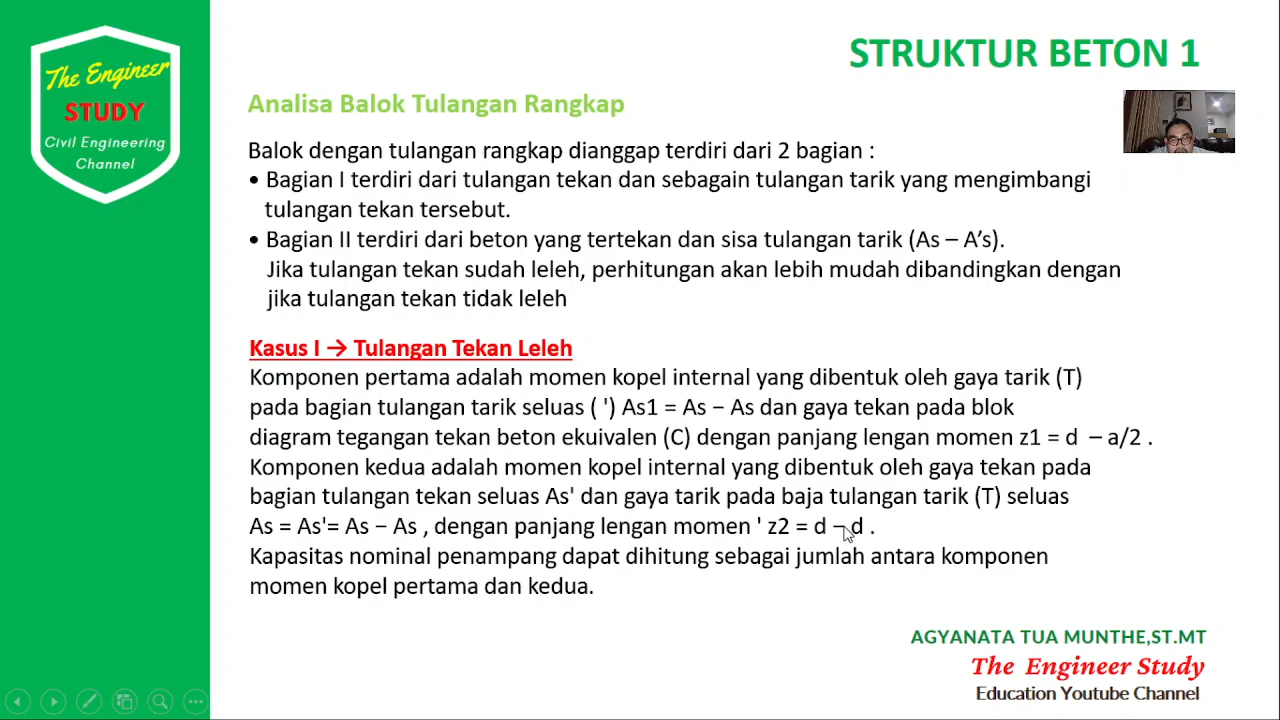 The Engineer
STUDY
Civil Engineering
Channel
STRUKTUR BETON 1
Analisa Balok Tulangan Rangkap
Balok dengan tulangan rangkap dianggap terdiri dari 2 bagian :
• Bagian I terdiri dari tulangan tekan dan sebagain tulangan tarik yang mengimbangi
tulangan tekan tersebut.
• Bagian II terdiri dari beton yang tertekan dan sisa tulangan tarik (As – A’s).
Jika tulangan tekan sudah leleh, perhitungan akan lebih mudah dibandingkan dengan
jika tulangan tekan tidak leleh
Kasus I → Tulangan Tekan Leleh
Komponen pertama adalah momen kopel internal yang dibentuk oleh gaya tarik (T)
pada bagian tulangan tarik seluas ( ') As1 = As − As dan gaya tekan pada blok
diagram tegangan tekan beton ekuivalen (C) dengan panjang lengan momen z1 = d – a/2 .
Komponen kedua adalah momen kopel internal yang dibentuk oleh gaya tekan pada
bagian tulangan tekan seluas As' dan gaya tarik pada baja tulangan tarik (T) seluas
As = As'= As − As , dengan panjang lengan momen ' z2 = d − d .
Kapasitas nominal penampang dapat dihitung sebagai jumlah antara komponen
momen kopel pertama dan kedua.
AGYANATA TUA MUNTHE,ST.MT
The Engineer Study
Education Youtube Channel